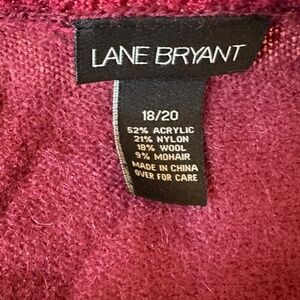 LANE BRYANT
18/20
52% ACRYLIC
21% NYLON
18% WOOL
9% MOHAIR
MADE IN CHINA
OVER FOR CARE